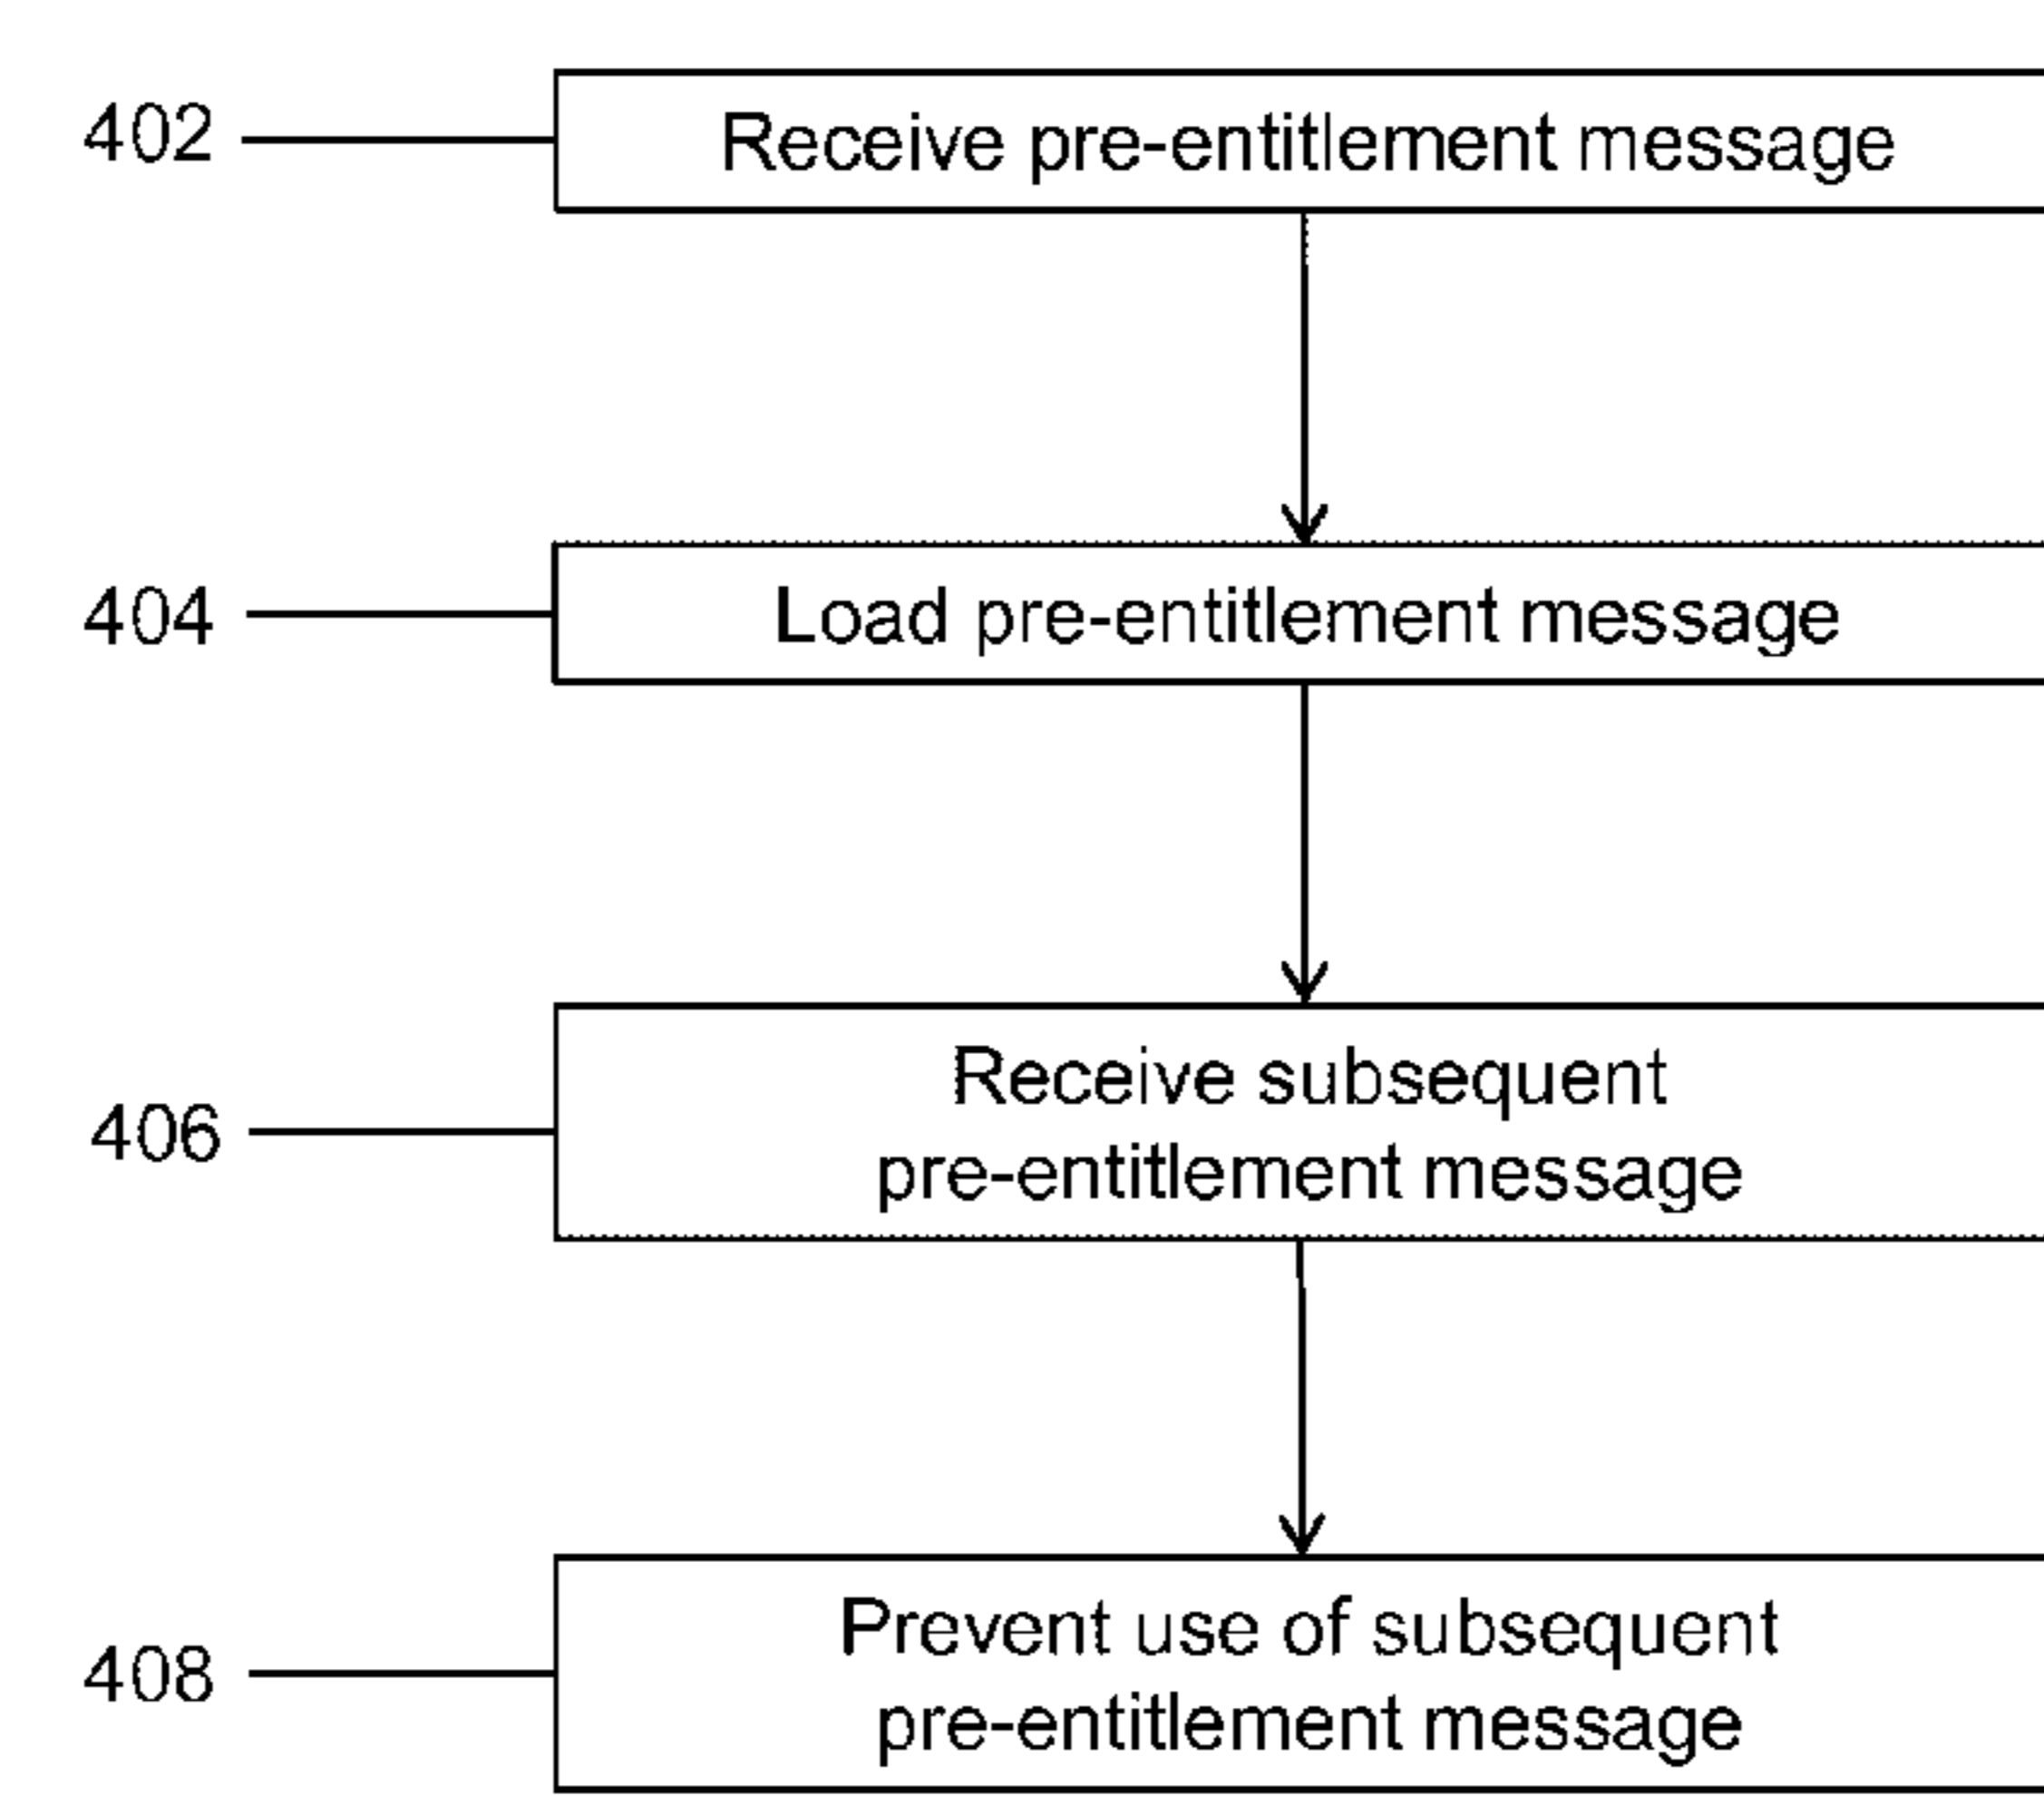 402
Receive pre-entitlement message
404
Load pre-entitlement message
406
Receive subsequent
pre-entitlement message
408
Prevent use of subsequent
pre-entitlement message